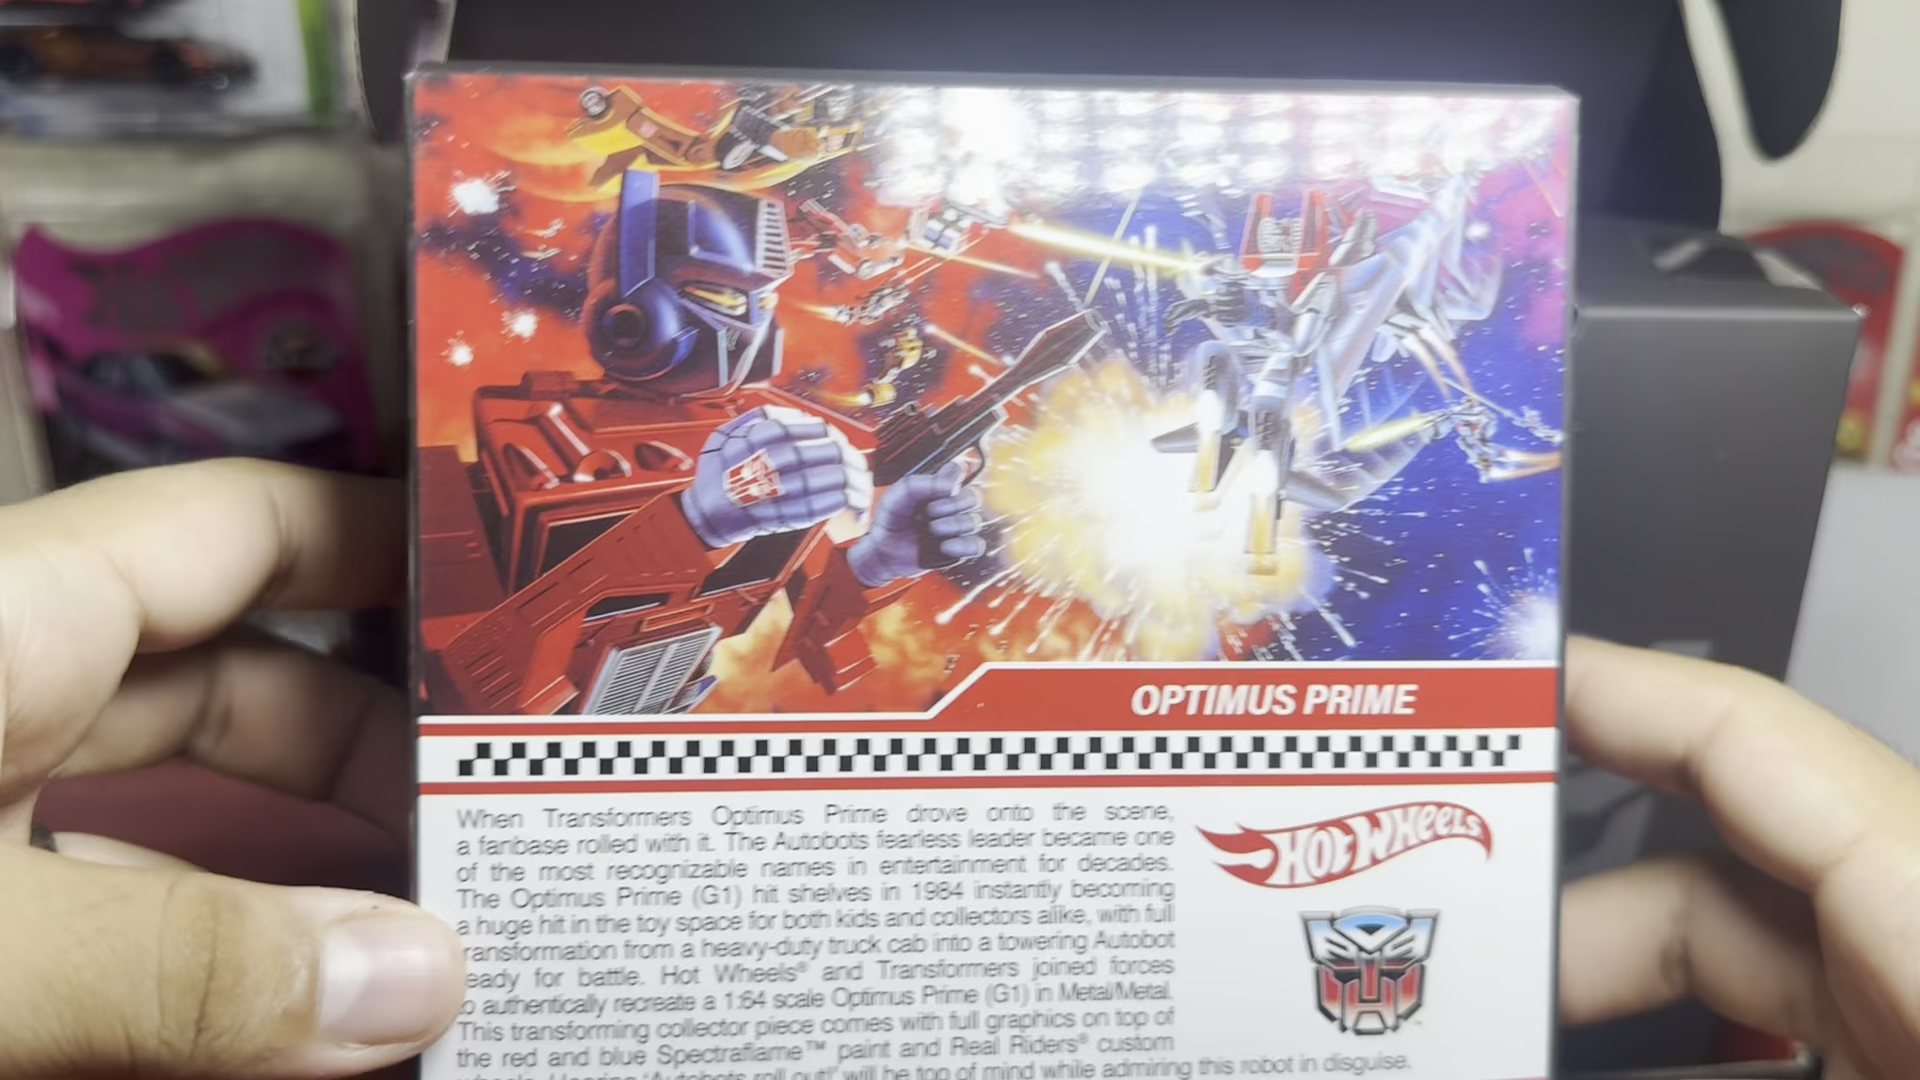 OPTIMUS PRIME
When Transformers Optimus Prime drove onto the scene,
a fanbase rolled with it. The Autobots fearless leader became one
of the most recognizable names in entertainment for decades.
The Optimus Prime (G1) hit shelves in 1984 instantly becoming
a huge hit in the toy space for both kids and collectors alike, with full
ransformation from a heavy-duty truck cab into a towering Autobot
eady for battle. Hot Wheels® and Transformers joined forces
o authentically recreate a 1:64 scale Optimus Prime (G1) in Metal/Metal.
This transforming collector piece comes with full graphics on top of
the red and blue Spectraflame™ paint and Real Riders® custom
wheels. Hearing 'Autobots roll out!' will be top of mind while admiring this robot in disguise.
HOT WHEELS